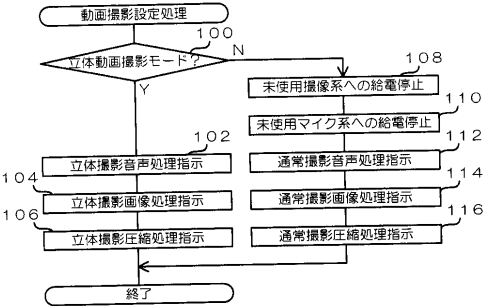 動画撮影設定処理
100
立体動画撮影モード？
N
Y
108
未使用撮像系への給電停止
110
未使用マイク系への給電停止
102
立体撮影音声処理指示
112
通常撮影音声処理指示
104
立体撮影画像処理指示
114
通常撮影画像処理指示
106
立体撮影圧縮処理指示
116
通常撮影圧縮処理指示
終了